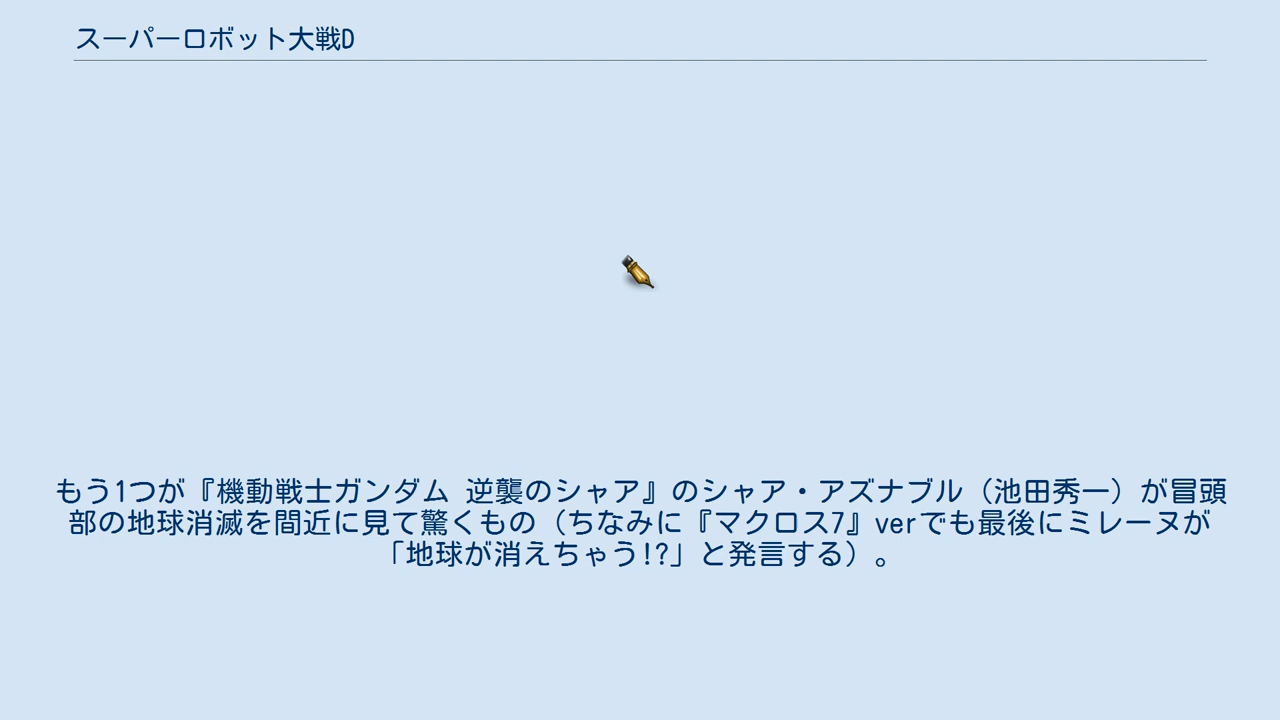 スーパーロボット大戦D
もう1つが『機動戦士ガンダム 逆襲のシャア』のシャア・アズナブル（池田秀一）が冒頭
部の地球消滅を間近に見て驚くもの（ちなみに『マクロス7』verでも最後にミレーヌが
「地球が消えちゃう!?」と発言する）。